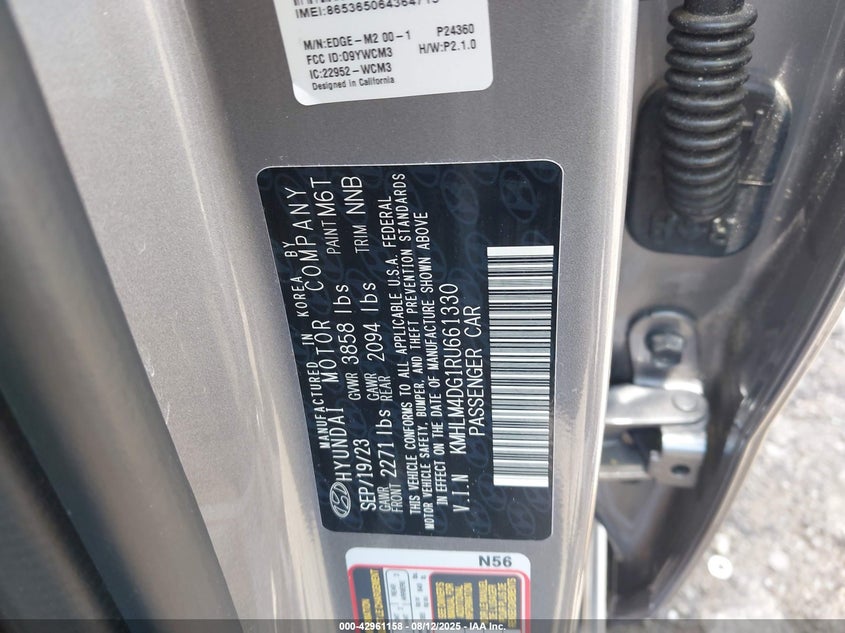 IMEI:865365064364715
M/N:EDGE-M2 00-1 P24360
FCC ID:O9YWCM3 H/W:P2.1.0
IC:22952-WCM3
Designed in California
MANUFACTURED IN KOREA BY
HYUNDAI MOTOR COMPANY
SEP/19/23 GVWR 3858 lbs PAINT M6T
GAWR FRONT 2271 lbs GAWR REAR 2094 lbs TRIM NNB
THIS VEHICLE CONFORMS TO ALL APPLICABLE U.S.A. FEDERAL
MOTOR VEHICLE SAFETY, BUMPER, AND THEFT PREVENTION STANDARDS
IN EFFECT ON THE DATE OF MANUFACTURE SHOWN ABOVE
V.I.N KMHLM4DG1RU661330
PASSENGER CAR
N56
000-42961158 - 08/12/2025 - IAA Inc.